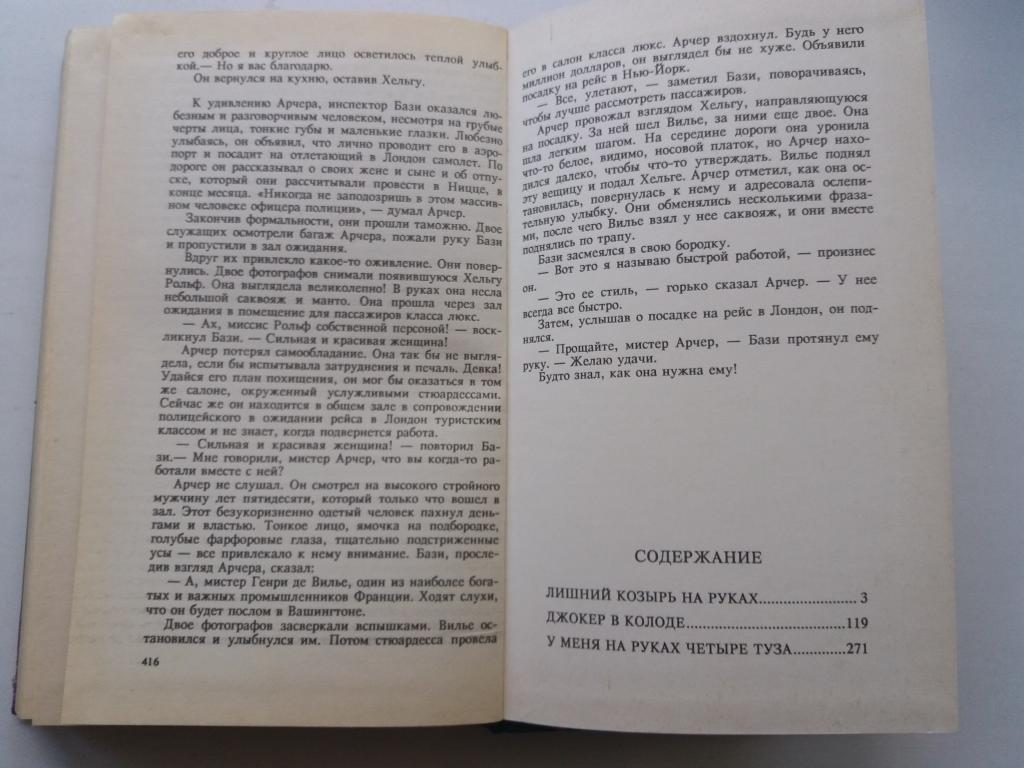 его доброе и круглое лицо осветилось теплой улыб-
кой.— Но я вас благодарю.
Он вернулся на кухню, оставив Хельгу.
К удивлению Арчера, инспектор Бази оказался лю-
безным и разговорчивым человеком, несмотря на грубые
черты лица, тонкие губы и маленькие глазки. Любезно
улыбаясь, он объявил, что лично проводит его в аэро-
порт и посадит на отлетающий в Лондон самолет. По
дороге он рассказывал о своих жене и сыне и об отпу-
ске, который они рассчитывали провести в Ницце, в
конце месяца. «Никогда не заподозришь в этом массив-
ном человеке офицера полиции», — думал Арчер.
Закончив формальности, они прошли таможню. Двое
служащих осмотрели багаж Арчера, пожали руку Бази
и пропустили в зал ожидания.
Вдруг их привлекло какое-то оживление. Они повер-
нулись. Двое фотографов снимали появившуюся Хельгу
Рольф. Она выглядела великолепно! В руках она несла
небольшой саквояж и манто. Она прошла через зал
ожидания в помещение для пассажиров класса люкс.
— Ах, миссис Рольф собственной персоной! — вос-
кликнул Бази. — Сильная и красивая женщина!
Арчер потерял самообладание. Она так бы не выгля-
дела, если бы испытывала затруднения и печаль. Девка!
Удайся его план похищения, он мог бы оказаться в том
же салоне, окруженный услужливыми стюардессами.
Сейчас же он находится в общем зале в сопровождении
полицейского в ожидании рейса в Лондон туристским
классом и не знает, когда подвернется работа.
— Сильная и красивая женщина! — повторил Ба-
зи.— Мне говорили, мистер Арчер, что вы когда-то ра-
ботали вместе с ней?
Арчер не слушал. Он смотрел на высокого стройного
мужчину лет пятидесяти, который только что вошел в
зал. Этот безукоризненно одетый человек пахнул день-
гами и властью. Тонкое лицо, ямочка на подбородке,
голубые фарфоровые глаза, тщательно подстриженные
усы — все привлекало к нему внимание. Бази, просле-
див взгляд Арчера, сказал:
— А, мистер Генри де Вилье, один из наиболее бога-
тых и важных промышленников Франции. Ходят слухи,
что он будет послом в Вашингтоне.
Двое фотографов засверкали вспышками. Вилье ос-
тановился и улыбнулся им. Потом стюардесса провела
416
его в салон класса люкс. Арчер вздохнул. Будь у него
миллион долларов, он выглядел бы не хуже. Объявили
посадку на рейс в Нью-Йорк.
— Все, улетают, — заметил Бази, поворачиваясь,
чтобы лучше рассмотреть пассажиров.
Арчер провожал взглядом Хельгу, направляющуюся
на посадку. За ней шел Вилье, за ними еще двое. Она
шла легким шагом. На середине дороги она уронила
что-то белое, видимо, носовой платок, но Арчер нахо-
дился далеко, чтобы что-то утверждать. Вилье поднял
эту вещицу и подал Хельге. Арчер отметил, как она ос-
тановилась, повернулась к нему и адресовала ослепи-
тельную улыбку. Они обменялись несколькими фраза-
ми, после чего Вилье взял у нее саквояж, и они вместе
поднялись по трапу.
Бази засмеялся в свою бородку.
— Вот это я называю быстрой работой, — произнес
он.
— Это ее стиль, — горько сказал Арчер. — У нее
всегда все быстро.
Затем, услышав о посадке на рейс в Лондон, он под-
нялся.
— Прощайте, мистер Арчер, — Бази протянул ему
руку. — Желаю удачи.
Будто знал, как она нужна ему!
СОДЕРЖАНИЕ
ЛИШНИЙ КОЗЫРЬ НА РУКАХ............... 3
ДЖОКЕР В КОЛОДЕ......................... 119
У МЕНЯ НА РУКАХ ЧЕТЫРЕ ТУЗА............271